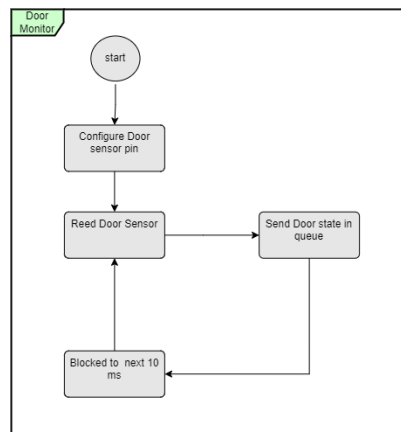 Door
Monitor
start
Configure Door
sensor pin
Reed Door Sensor
Send Door state in
queue
Blocked to next 10
ms